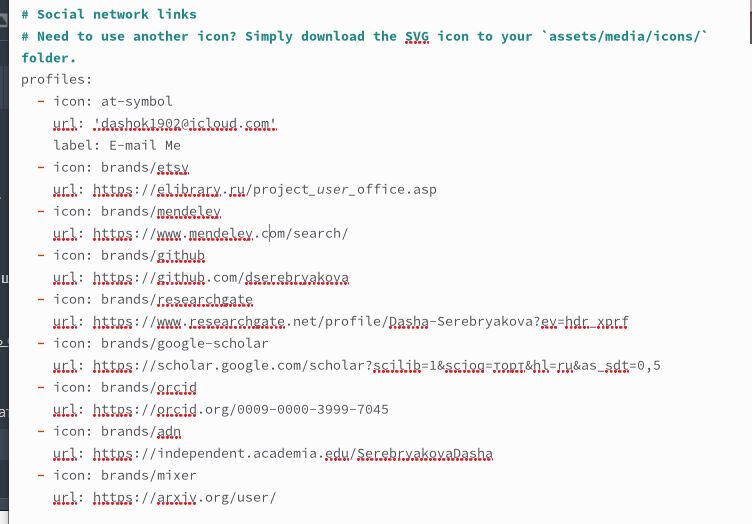 # Social network links
# Need to use another icon? Simply download the SVG icon to your `assets/media/icons/`
folder.
profiles:
- icon: at-symbol
url: 'dashok1902@icloud.com'
label: E-mail Me
- icon: brands/etsy
url: https://elibrary.ru/project_user_office.asp
- icon: brands/mendeley
url: https://www.mendeley.com/search/
- icon: brands/github
url: https://github.com/dserebryakova
- icon: brands/researchgate
url: https://www.researchgate.net/profile/Dasha-Serebryakova?ev=hdr_xprf
- icon: brands/google-scholar
url: https://scholar.google.com/scholar?scilib=1&scioq=торт&hl=ru&as_sdt=0,5
- icon: brands/orcid
url: https://orcid.org/0009-0000-3999-7045
- icon: brands/adn
url: https://independent.academia.edu/SerebryakovaDasha
- icon: brands/mixer
url: https://arxiv.org/user/